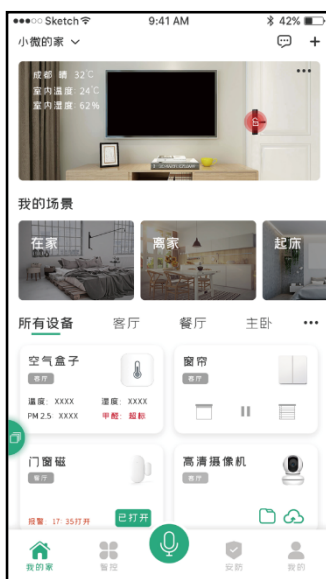 Sketch 9:41 AM 42%
小微的家
成都 晴 32℃
室内温度: 24℃
室内湿度: 62%
我的场景
在家 离家 起床
所有设备 客厅 餐厅 主卧
空气盒子 窗帘
客厅 客厅
温度: XXXX 湿度: XXXX
PM 2.5 XXXX 甲醛: 超标
门窗磁 高清摄像机
客厅 客厅
报警: 17: 35打开 已打开
我的家 智控 安防 我的